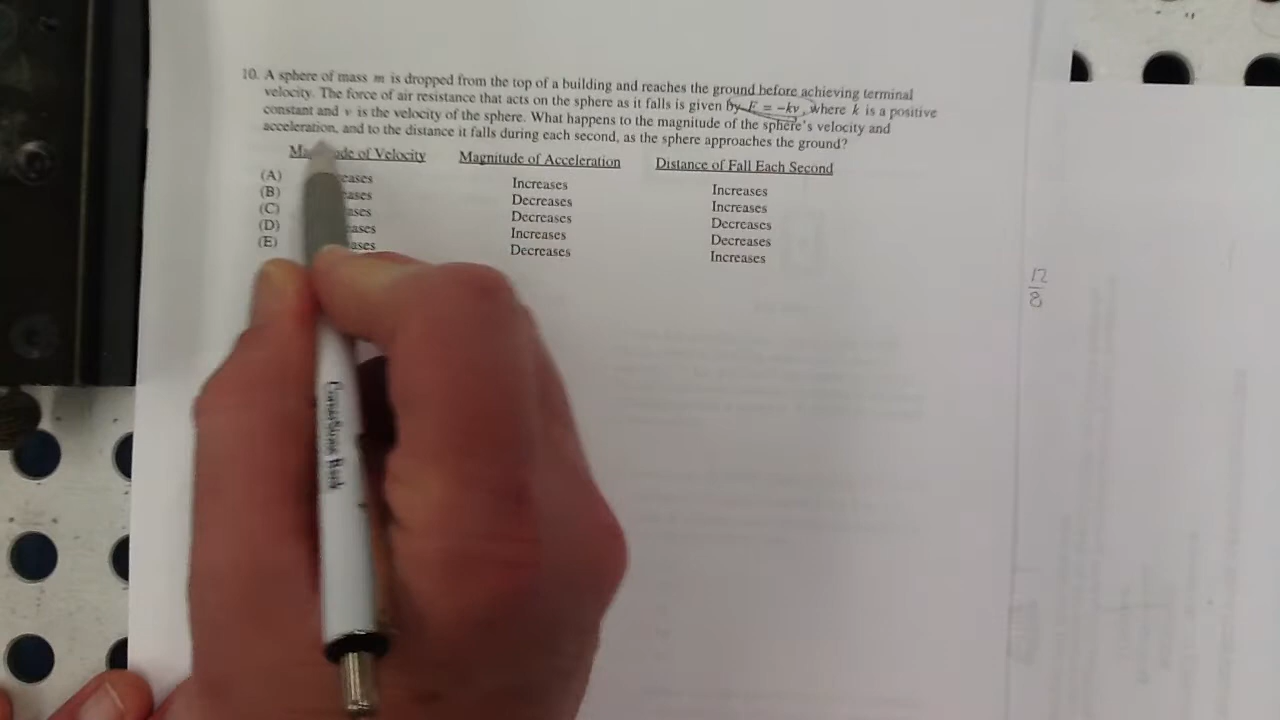 10. A sphere of mass m is dropped from the top of a building and reaches the ground before achieving terminal
velocity. The force of air resistance that acts on the sphere as it falls is given by F = −kv, where k is a positive
constant and v is the velocity of the sphere. What happens to the magnitude of the sphere's velocity and
acceleration, and to the distance it falls during each second, as the sphere approaches the ground?
of Velocity Magnitude of Acceleration Distance of Fall Each Second
(A) Increases Increases
(B) Decreases Increases
(C) Decreases Decreases
(D) Increases Decreases
(E) Decreases Increases
12
8